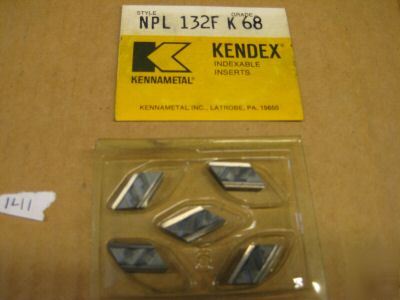 STYLE GRADE
NPL 132F K 68
KENDEX
INDEXABLE
INSERTS
KENNAMETAL
KENNAMETAL INC., LATROBE, PA. 15650
1411